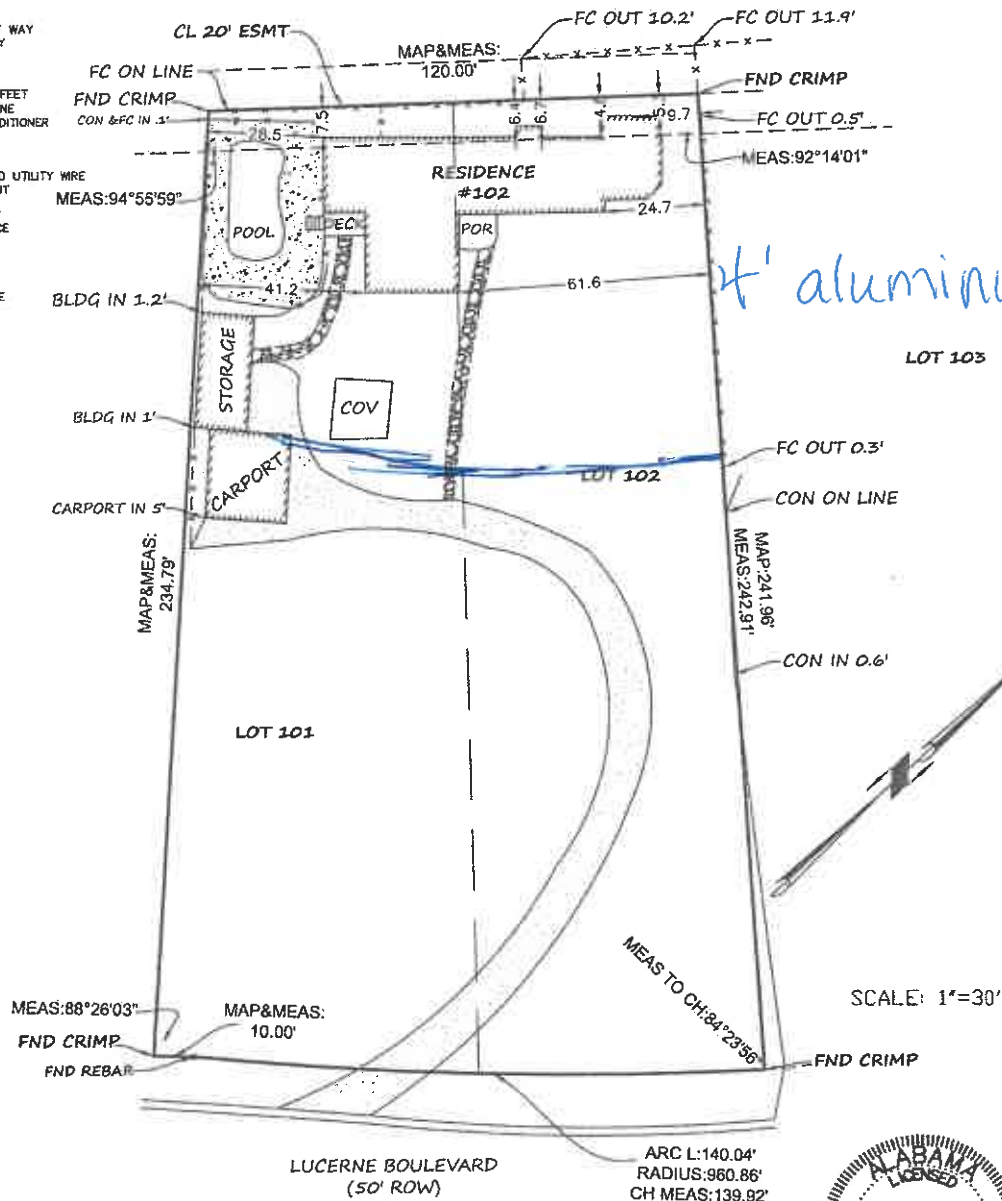 WAY
CL 20' ESMT
FC OUT 10.2'
FC OUT 11.9'
MAP&MEAS:
120.00'
FC ON LINE
FEET
FND CRIMP
FND CRIMP
CON &FC IN .1'
FC OUT 0.5'
28.5
7.5
6.4
6.7
9.7
MEAS:92°14'01"
RESIDENCE
#102
UTILITY WIRE
MEAS:94°55'59"
24.7
POOL
EC
POR
41.2
61.6
BLDG IN 1.2'
4' aluminu
LOT 103
STORAGE
COV
BLDG IN 1'
FC OUT 0.3'
CARPORT
LOT 102
CON ON LINE
CARPORT IN 5'
MAP&MEAS:
234.79'
MAP:241.96'
MEAS:242.91'
CON IN 0.6'
LOT 101
MEAS TO CH:84°23'56"
SCALE: 1"=30'
MEAS:88°26'03"
MAP&MEAS:
10.00'
FND CRIMP
FND REBAR
FND CRIMP
LUCERNE BOULEVARD
(50' ROW)
ARC L:140.04'
RADIUS:960.86'
CH MEAS:139.92'
ALABAMA
LICENSED